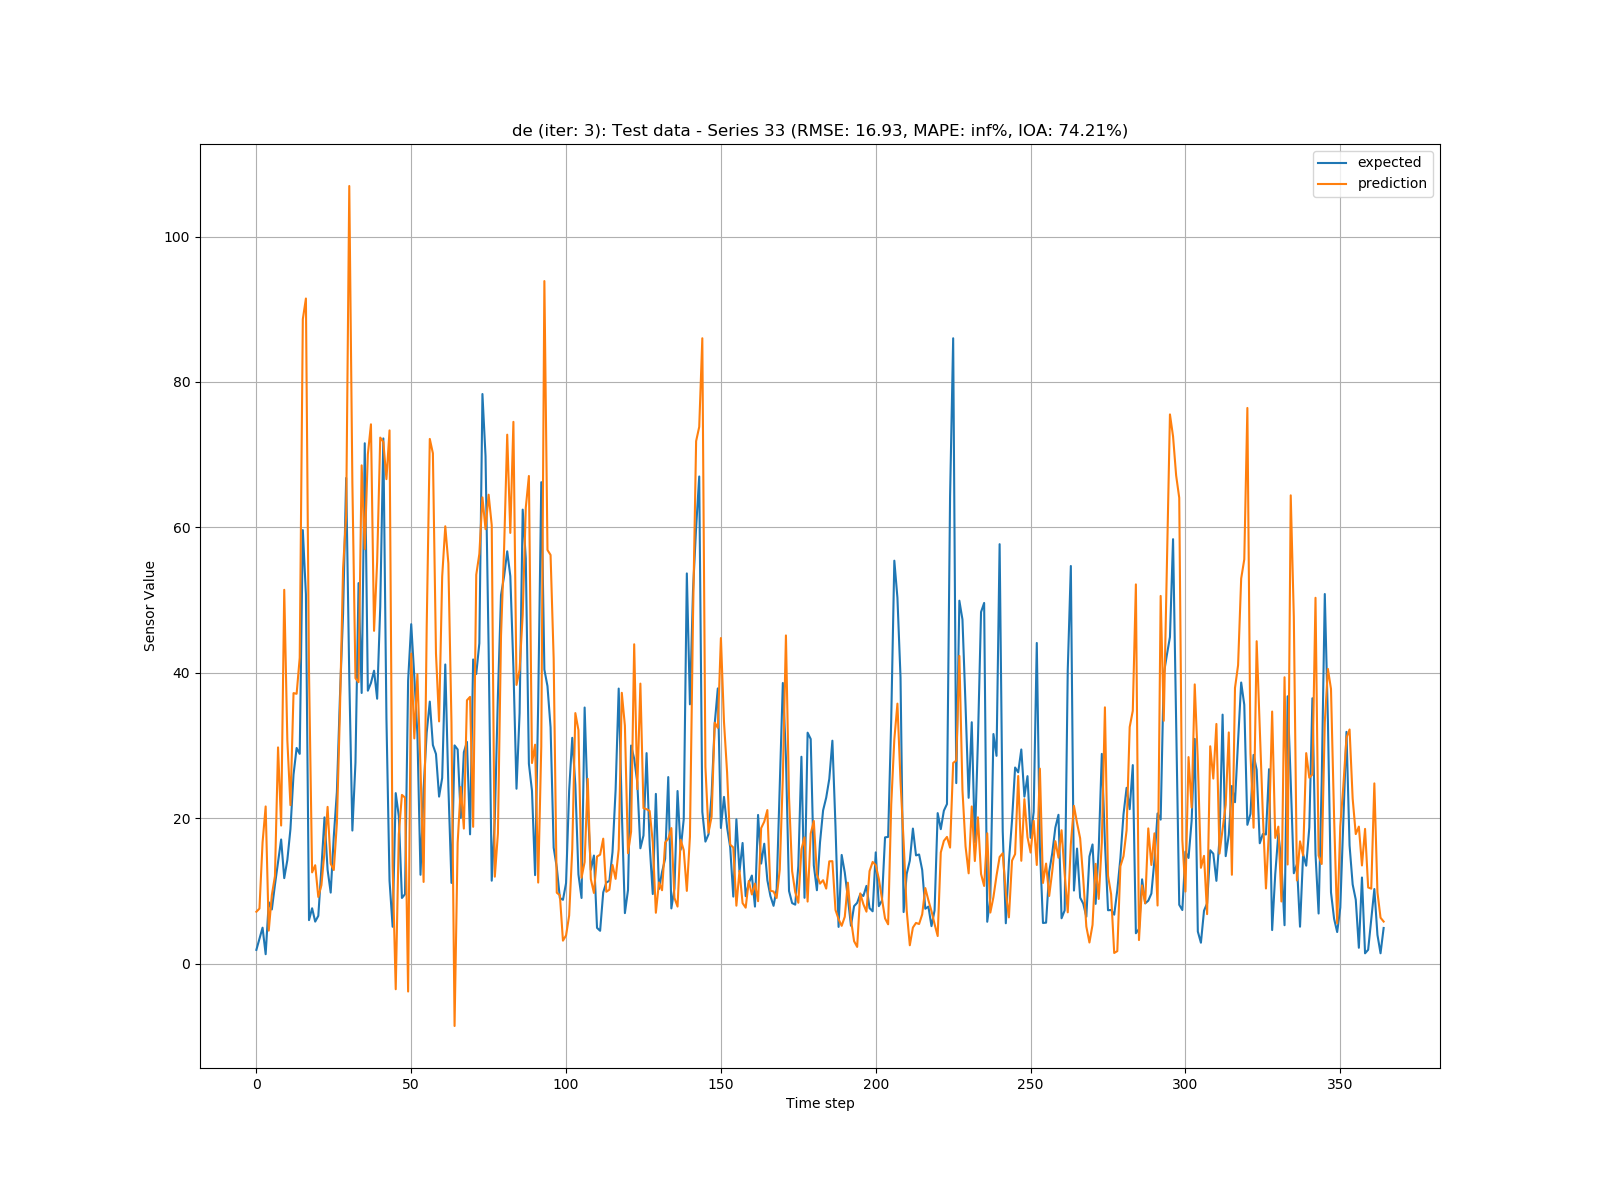 de (iter: 3): Test data - Series 33 (RMSE: 16.93, MAPE: inf%, IOA: 74.21%)
expected
prediction
100
80
60
40
20
0
Sensor Value
0 50 100 150 200 250 300 350
Time step